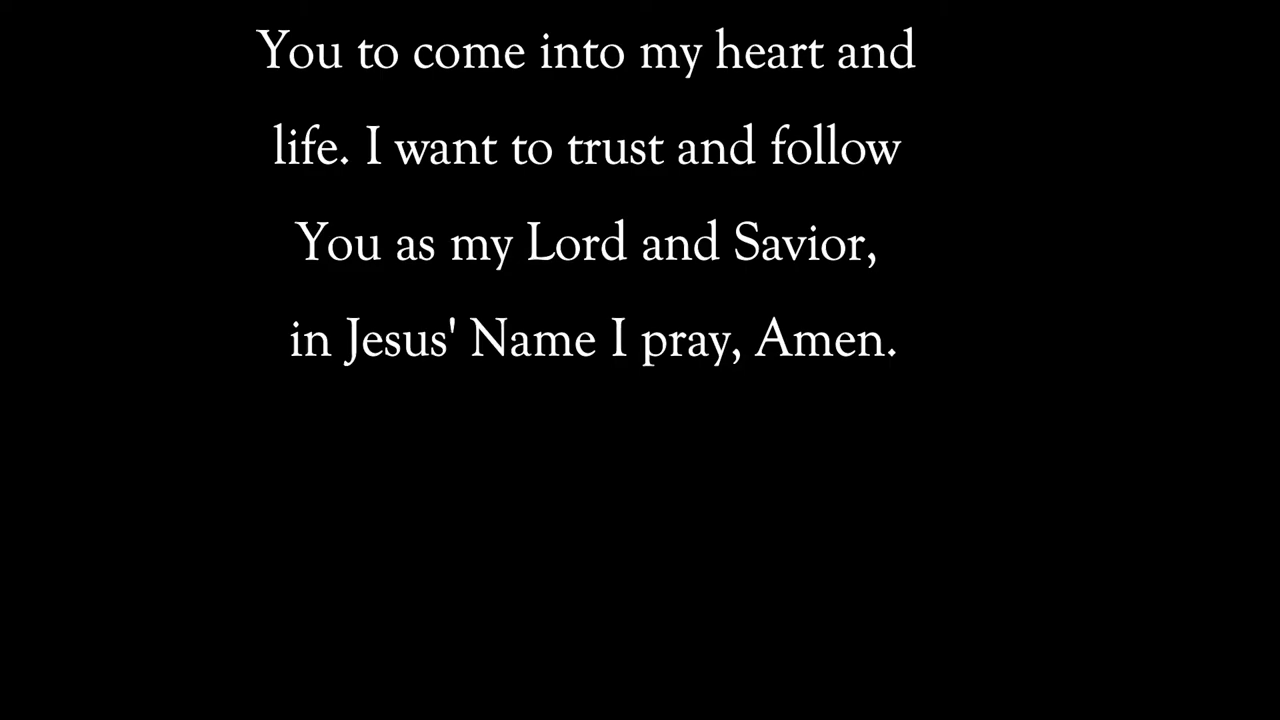 You to come into my heart and
life. I want to trust and follow
You as my Lord and Savior,
in Jesus' Name I pray, Amen.